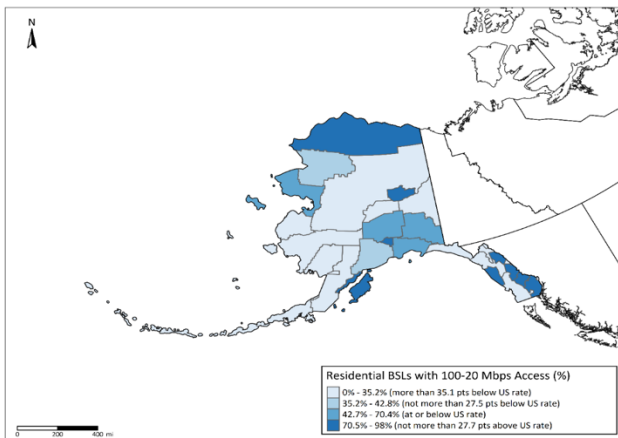 N
Residential BSLs with 100-20 Mbps Access (%)
0% - 35.2% (more than 35.1 pts below US rate)
35.2% - 42.8% (not more than 27.5 pts below US rate)
42.7% - 70.4% (at or below US rate)
70.5% - 98% (not more than 27.7 pts above US rate)
0 200 400 mi